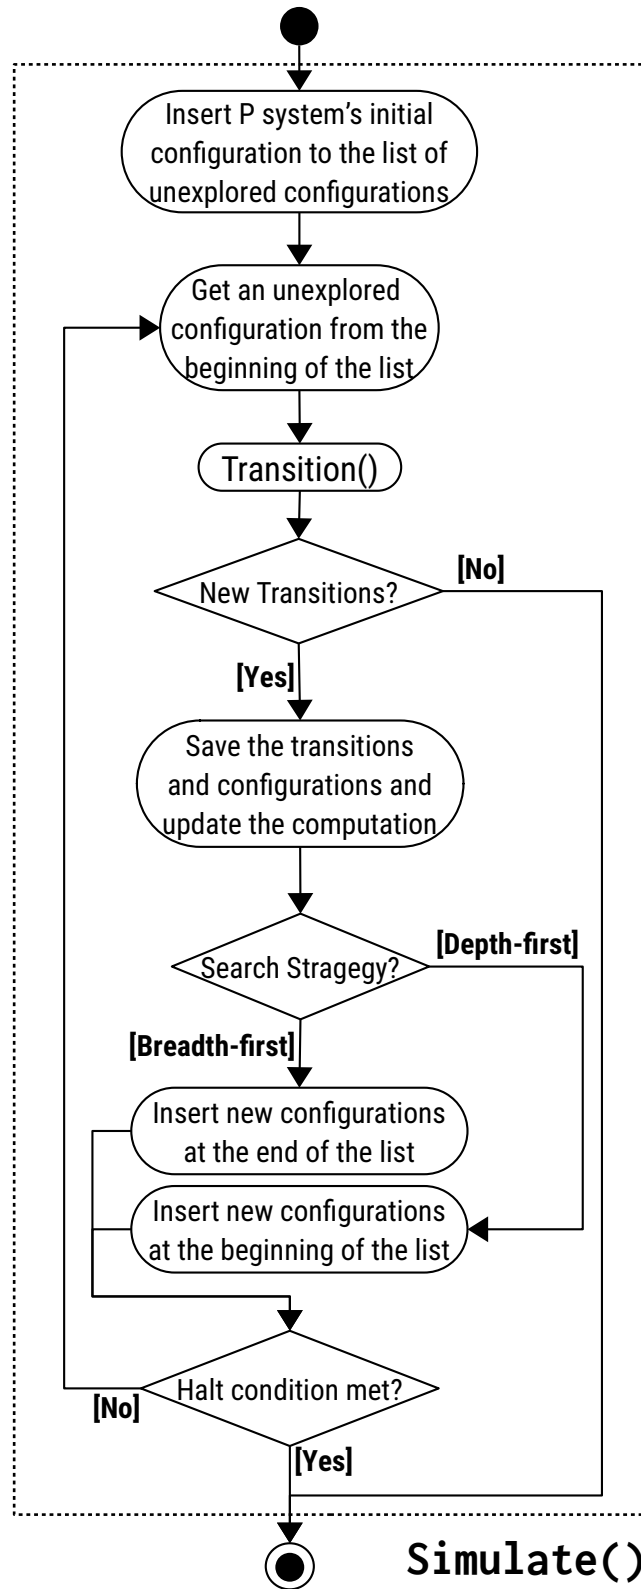 Insert P system’s initial
configuration to the list of
unexplored configurations
Get an unexplored
configuration from the
beginning of the list
Transition()
New Transitions?
[No]
[Yes]
Save the transitions
and configurations and
update the computation
Search Stragegy?
[Depth-first]
[Breadth-first]
Insert new configurations
at the end of the list
Insert new configurations
at the beginning of the list
Halt condition met?
[No]
[Yes]
Simulate()